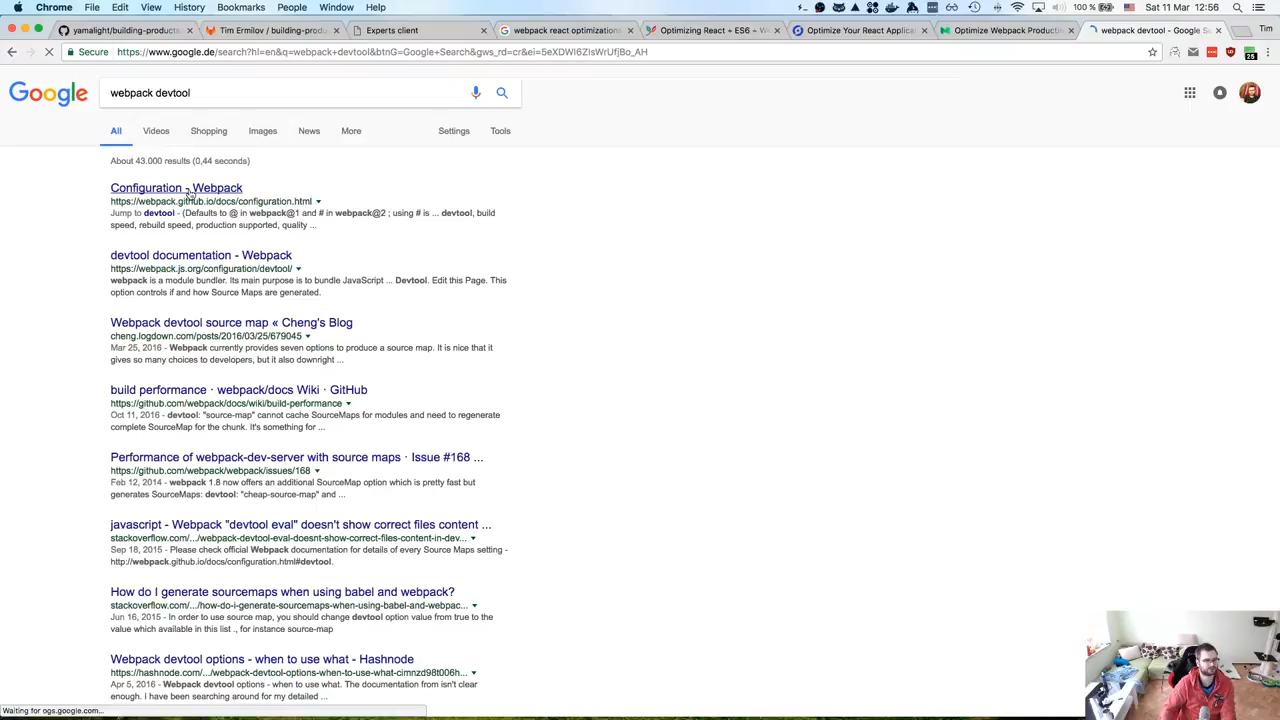 Chrome File Edit View History Bookmarks People Window Help 100 % Sat 11 Mar 12:56
yamalight/building-products Tim Ermilov / building-produ Experts client webpack react optimizations Optimizing React + ES6 + We Optimize Your React Applica Optimize Webpack Producti webpack devtool - Google S Tim
Secure https://www.google.de/search?hl=en&q=webpack+devtool&btnG=Google+Search&gws_rd=cr&ei=5eXDWI6ZIsWrUfjBo_AH 25
Google
webpack devtool
All Videos Shopping Images News More Settings Tools
About 43.000 results (0,44 seconds)
Configuration - Webpack
https://webpack.github.io/docs/configuration.html
Jump to devtool - (Defaults to @ in webpack@1 and # in webpack@2 ; using # is ... devtool, build
speed, rebuild speed, production supported, quality ...
devtool documentation - Webpack
https://webpack.js.org/configuration/devtool/
webpack is a module bundler. Its main purpose is to bundle JavaScript ... Devtool. Edit this Page. This
option controls if and how Source Maps are generated.
Webpack devtool source map « Cheng's Blog
cheng.logdown.com/posts/2016/03/25/679045
Mar 25, 2016 - Webpack currently provides seven options to produce a source map. It is nice that it
gives so many choices to developers, but it also downright ...
build performance · webpack/docs Wiki · GitHub
https://github.com/webpack/docs/wiki/build-performance
Oct 11, 2016 - devtool: "source-map" cannot cache SourceMaps for modules and need to regenerate
complete SourceMap for the chunk. It's something for ...
Performance of webpack-dev-server with source maps · Issue #168 ...
https://github.com/webpack/webpack/issues/168
Feb 12, 2014 - webpack 1.8 now offers an additional SourceMap option which is pretty fast but
generates SourceMaps: devtool: "cheap-source-map" and ...
javascript - Webpack "devtool eval" doesn't show correct files content ...
stackoverflow.com/.../webpack-devtool-eval-doesnt-show-correct-files-content-in-dev...
Sep 18, 2015 - Please check official Webpack documentation for details of every Source Maps setting -
http://webpack.github.io/docs/configuration.html#devtool.
How do I generate sourcemaps when using babel and webpack?
stackoverflow.com/.../how-do-i-generate-sourcemaps-when-using-babel-and-webpac...
Jun 16, 2015 - In order to use source map, you should change devtool option value from true to the
value which available in this list ., for instance source-map
Webpack devtool options - when to use what - Hashnode
https://hashnode.com/.../webpack-devtool-options-when-to-use-what-cimnzd98t006h...
Apr 5, 2016 - Webpack devtool options - when to use what. The documentation from isn't clear
enough. I have been searching around for my detailed ...
Waiting for ogs.google.com...